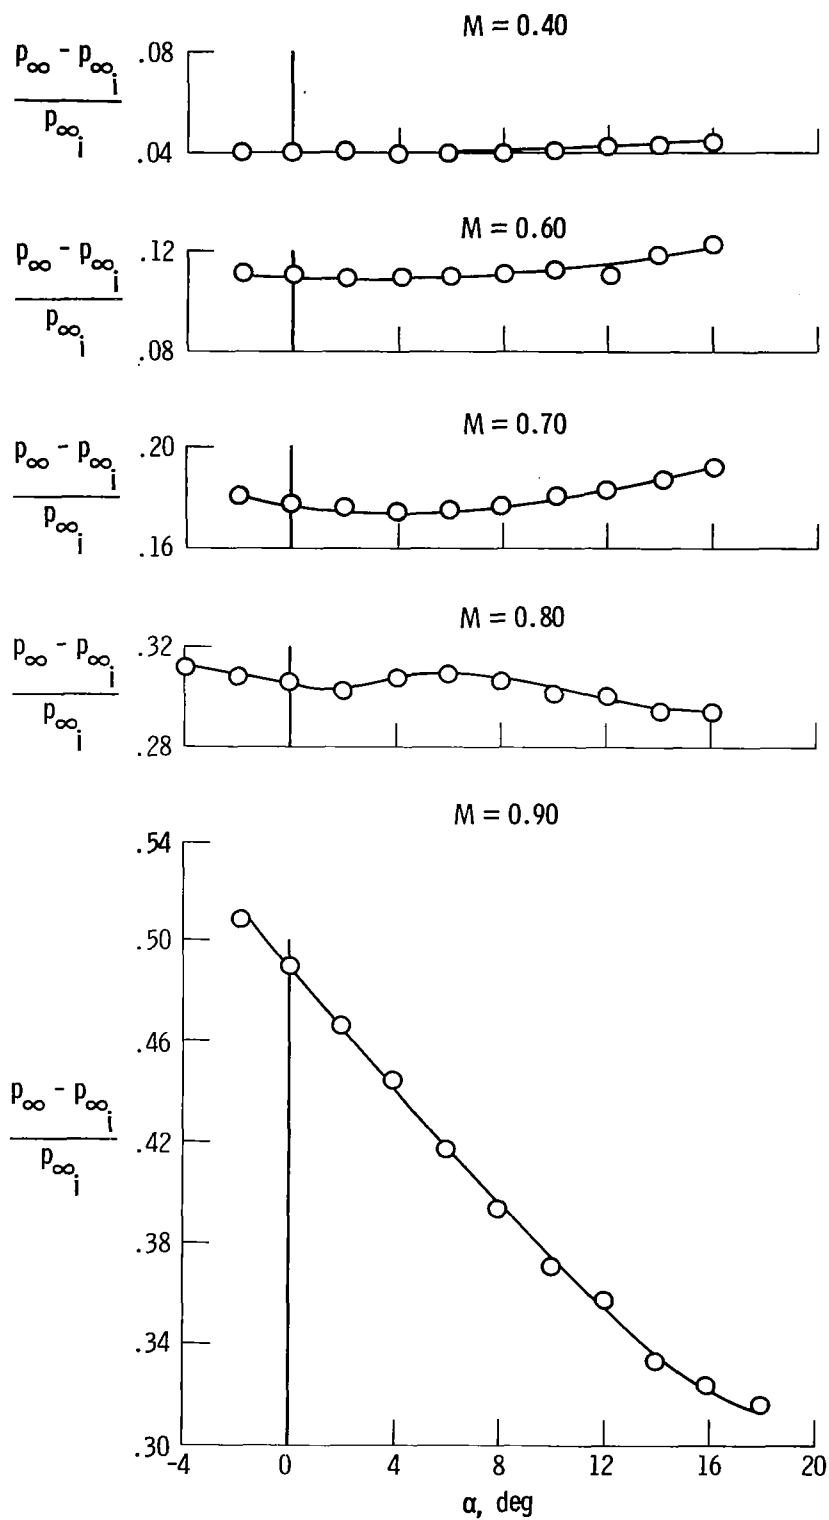 M = 0.40
p∞ - p∞i
p∞i
.08
.04
M = 0.60
p∞ - p∞i
p∞i
.12
.08
M = 0.70
p∞ - p∞i
p∞i
.20
.16
M = 0.80
p∞ - p∞i
p∞i
.32
.28
M = 0.90
p∞ - p∞i
p∞i
.54
.50
.46
.42
.38
.34
.30
-4 0 4 8 12 16 20
α, deg